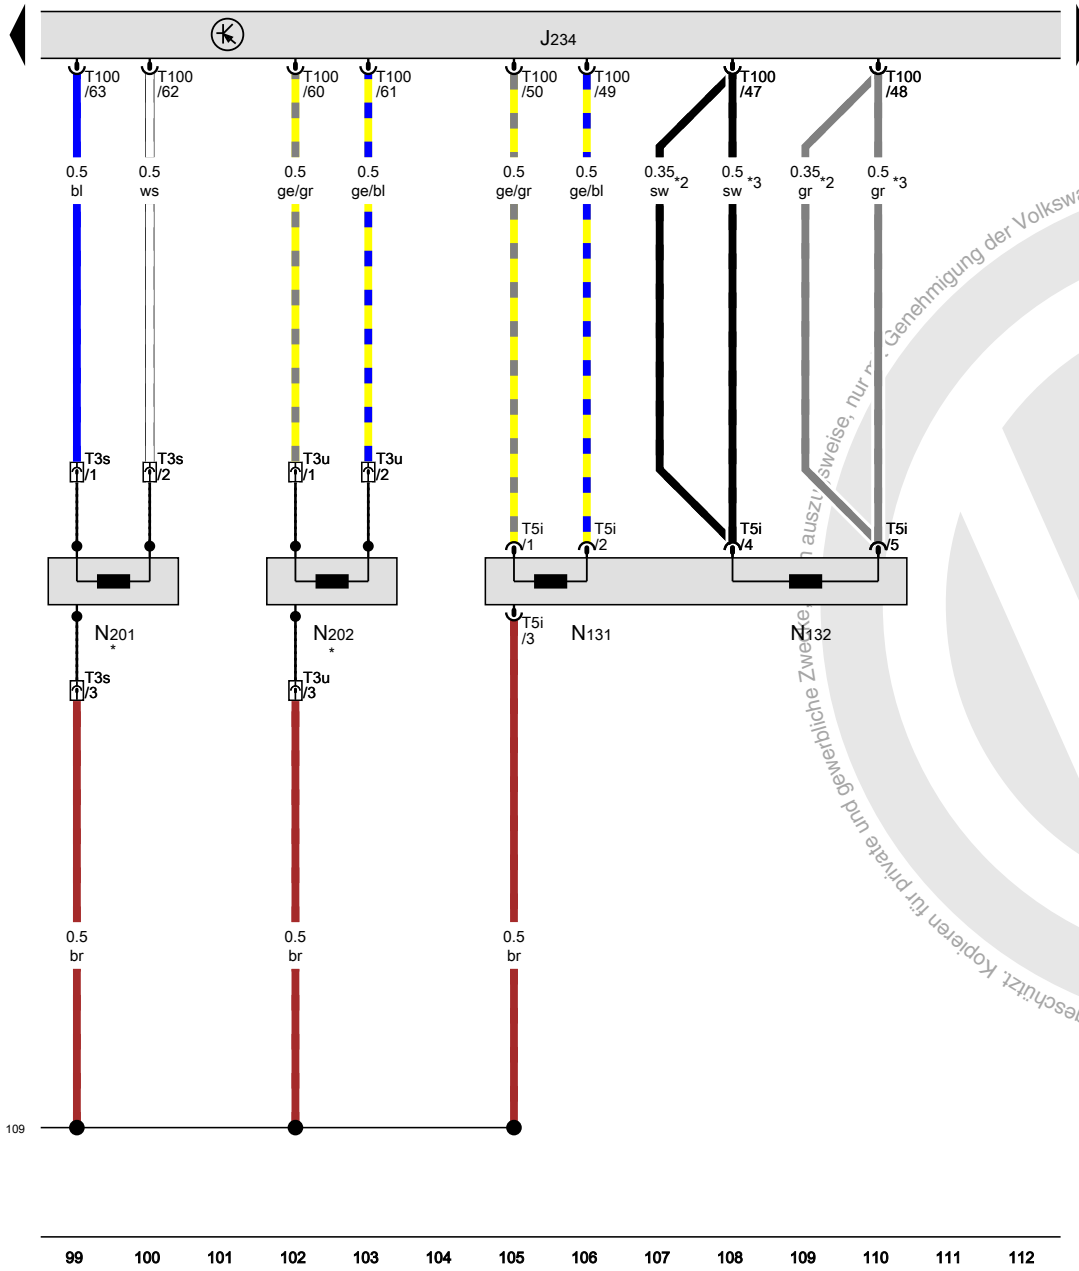 J234
T100 T100 T100 T100 T100 T100 T100 T100
/63 /62 /60 /61 /50 /49 /47 /48
0.5 0.5 0.5 0.5 0.5 0.5 0.35 0.5 0.35 0.5
bl ws ge/gr ge/bl ge/gr ge/bl sw *2 sw *3 gr *2 gr *3
T3s T3s T3u T3u
/1 /2 /1 /2
T5i T5i T5i T5i
/1 /2 /4 /5
N201 N202 T5i N131 N132
* * /3
T3s T3u
/3 /3
0.5 0.5 0.5
br br br
109
99 100 101 102 103 104 105 106 107 108 109 110 111 112
geschützt. Kopieren für private und gewerbliche Zwecke, auszugsweise, nur Genehmigung der